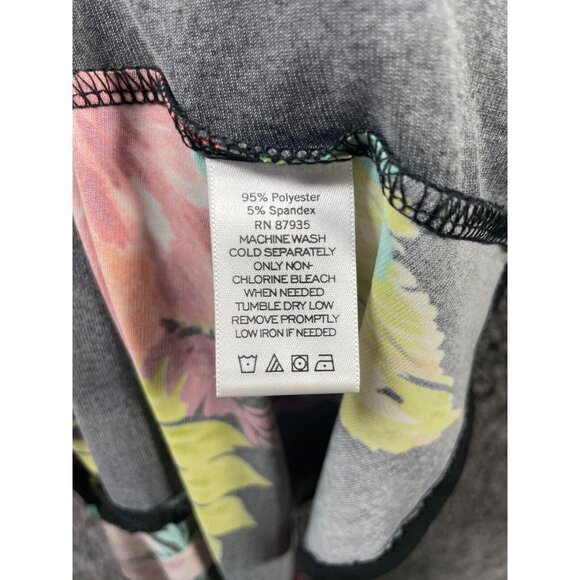 95% Polyester
5% Spandex
RN 87935
MACHINE WASH
COLD SEPARATELY
ONLY NON-
CHLORINE BLEACH
WHEN NEEDED
TUMBLE DRY LOW
REMOVE PROMPTLY
LOW IRON IF NEEDED